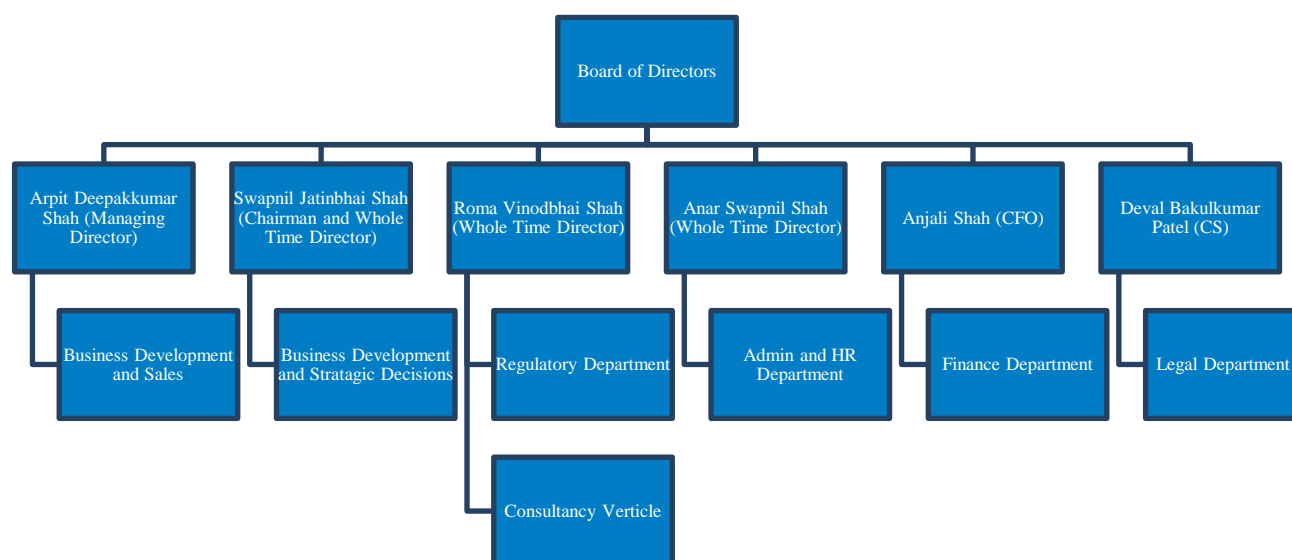 Board of Directors
Arpit Deepakkumar
Shah (Managing
Director)
Swapnil Jatinbhai Shah
(Chairman and Whole
Time Director)
Roma Vinodbhai Shah
(Whole Time Director)
Anar Swapnil Shah
(Whole Time Director)
Anjali Shah (CFO)
Deval Bakulkumar
Patel (CS)
Business Development
and Sales
Business Development
and Stratagic Decisions
Regulatory Department
Admin and HR
Department
Finance Department
Legal Department
Consultancy Verticle